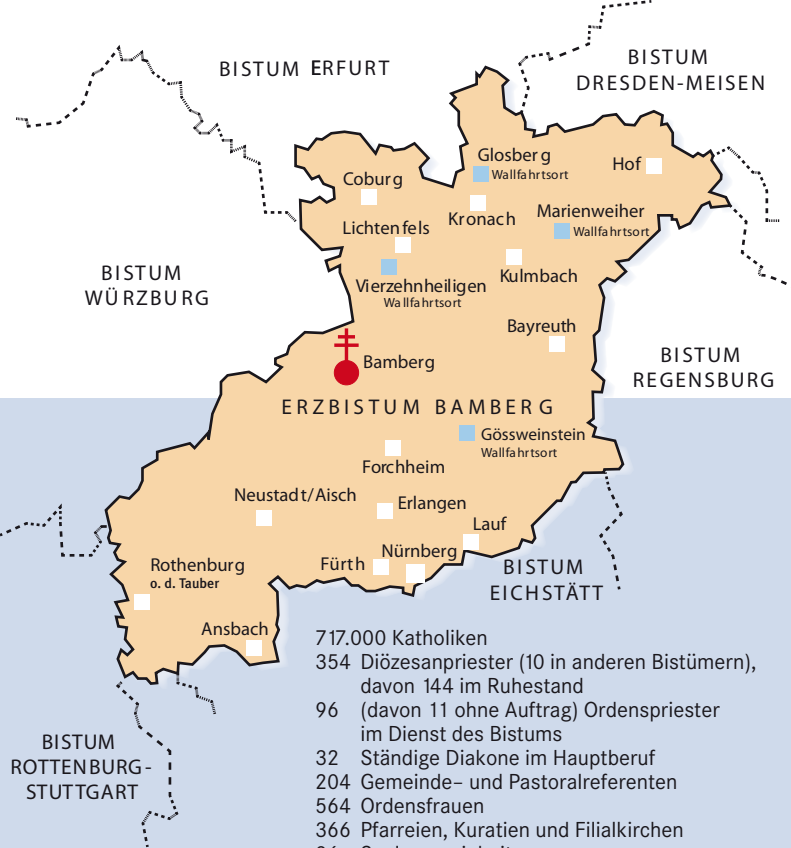 BISTUM ERFURT
BISTUM
DRESDEN-MEISEN
Glosberg
Wallfahrtsort
Hof
Coburg
Kronach
Marienweiher
Wallfahrtsort
Lichtenfels
Kulmbach
Vierzehnheiligen
Wallfahrtsort
BISTUM
WÜRZBURG
Bayreuth
BISTUM
REGENSBURG
Bamberg
ERZBISTUM BAMBERG
Gössweinstein
Wallfahrtsort
Forchheim
Neustadt/Aisch
Erlangen
Lauf
Nürnberg
Fürth
Rothenburg
o. d. Tauber
BISTUM
EICHSTÄTT
Ansbach
717.000 Katholiken
354 Diözesanpriester (10 in anderen Bistümern),
davon 144 im Ruhestand
96 (davon 11 ohne Auftrag) Ordenspriester
im Dienst des Bistums
32 Ständige Diakone im Hauptberuf
204 Gemeinde- und Pastoralreferenten
564 Ordensfrauen
366 Pfarreien, Kuratien und Filialkirchen
BISTUM
ROTTENBURG-
STUTTGART